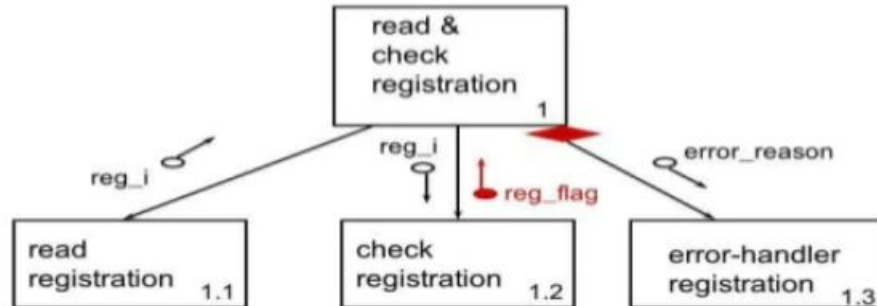 read &
check
registration
1
reg_i
reg_i
reg_flag
error_reason
read
registration
1.1
check
registration
1.2
error-handler
registration
1.3